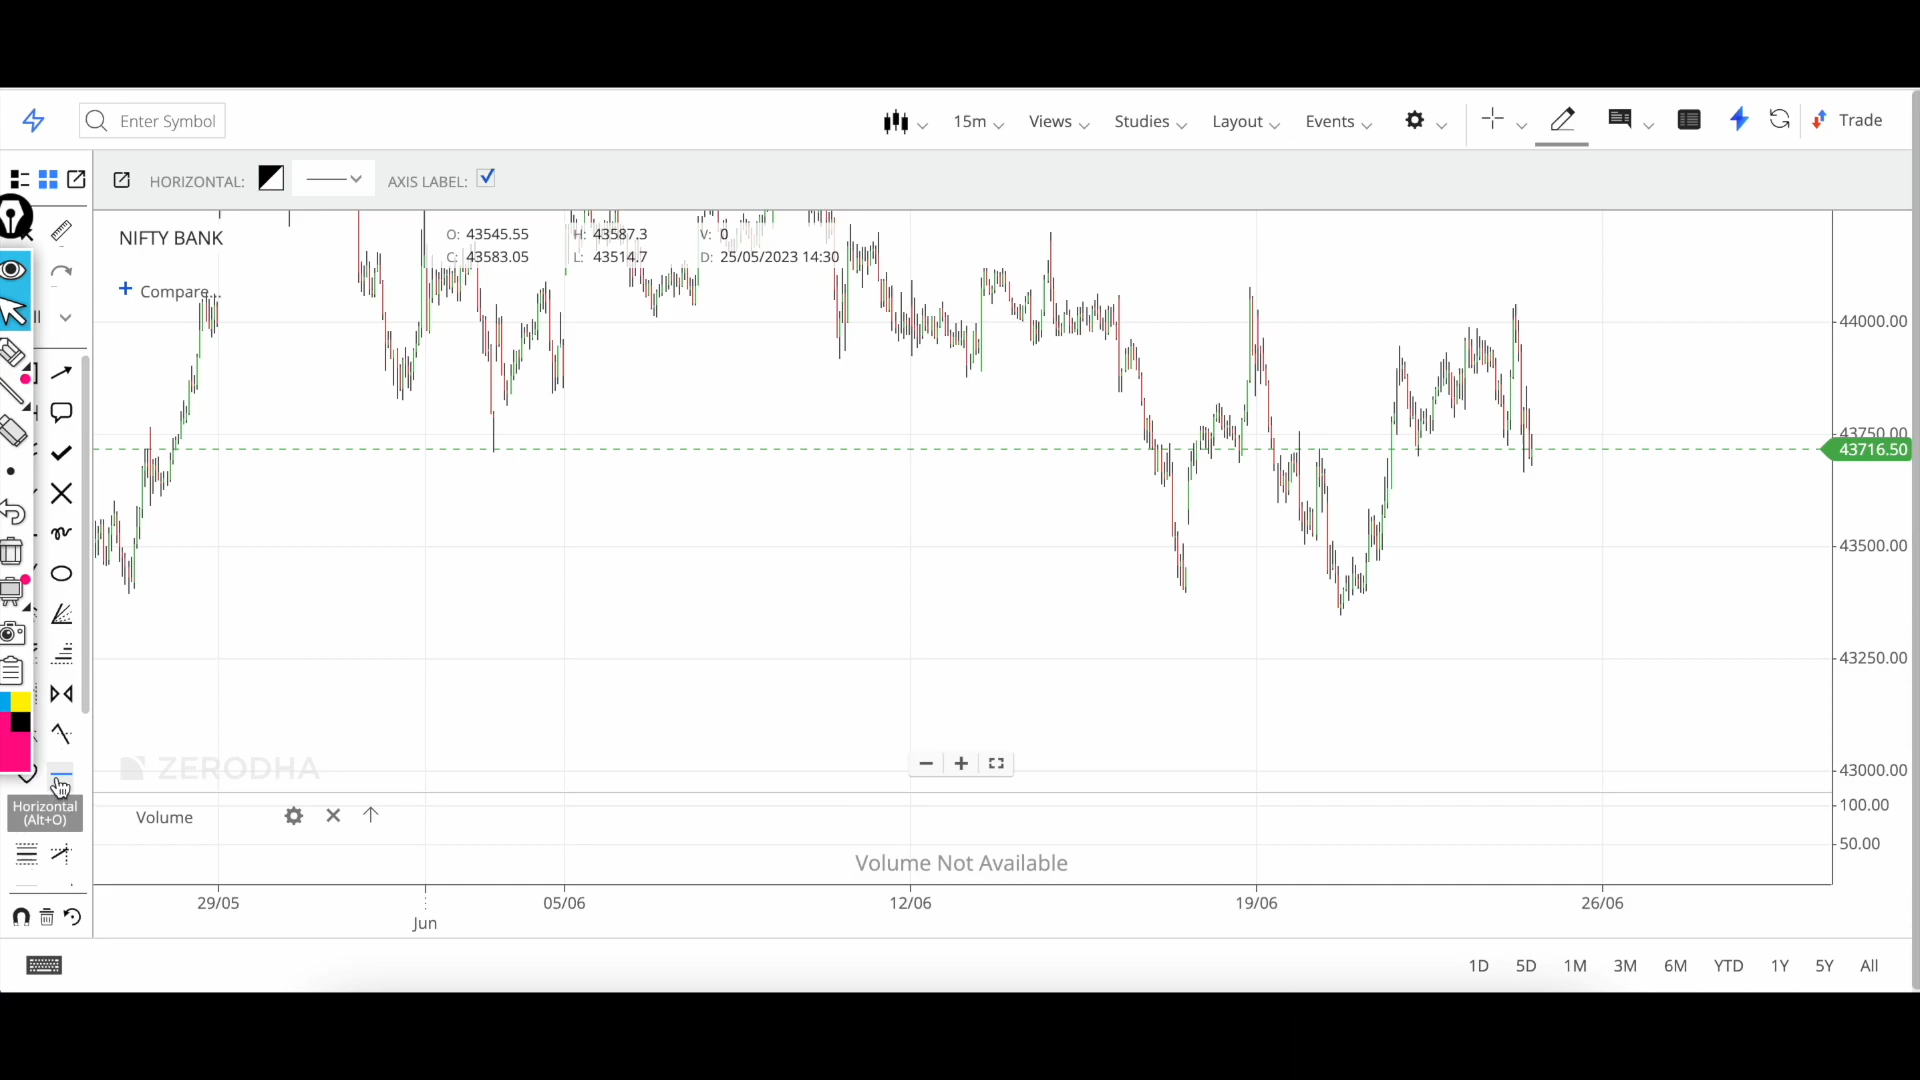 Enter Symbol
15m
Views
Studies
Layout
Events
Trade
HORIZONTAL:
AXIS LABEL:
NIFTY BANK
O: 43545.55 H: 43587.3 V: 0
C: 43583.05 L: 43514.7 D: 25/05/2023 14:30
+ Compare...
44000.00
43750.00
43716.50
43500.00
43250.00
43000.00
ZERODHA
Horizontal
(Alt+O)
Volume
100.00
50.00
Volume Not Available
29/05 05/06 12/06 19/06 26/06
Jun
1D 5D 1M 3M 6M YTD 1Y 5Y All